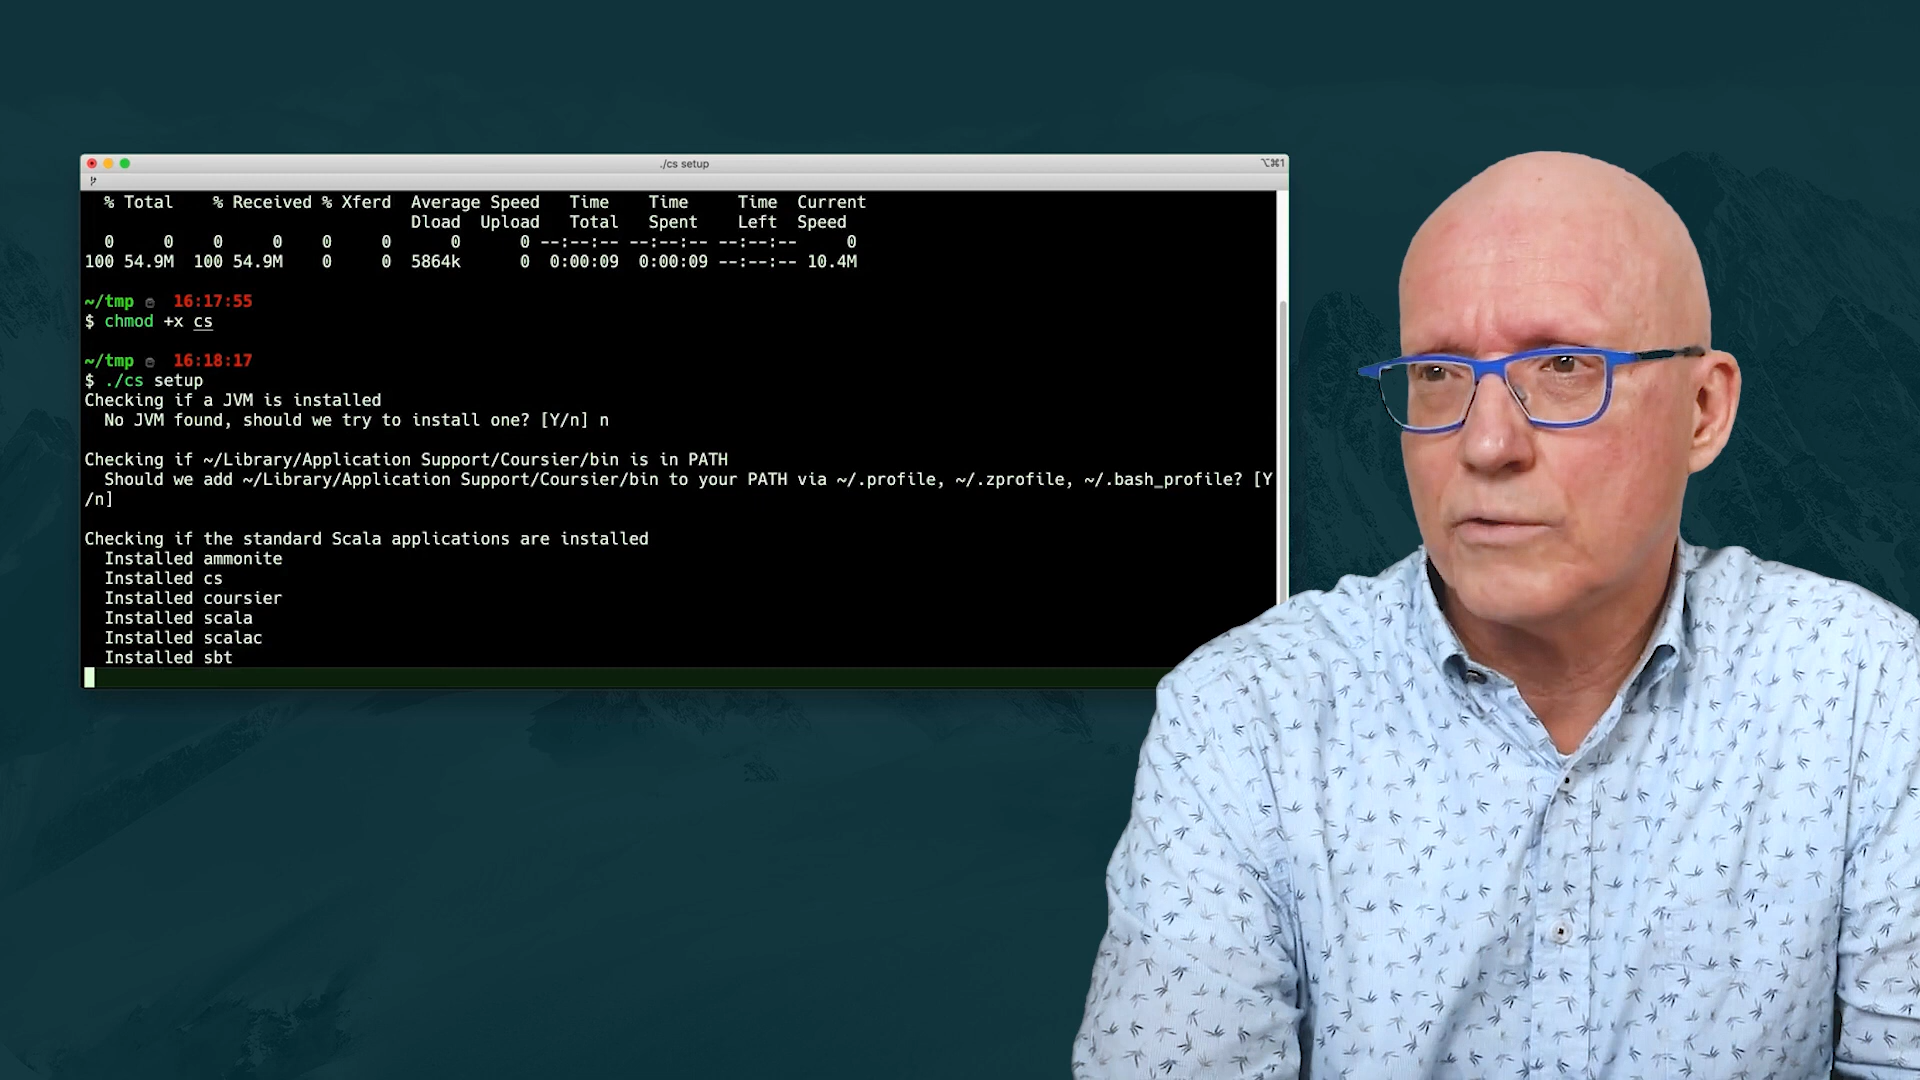 ./cs setup
⌥⌘1
% Total % Received % Xferd Average Speed Time Time Time Current
Dload Upload Total Spent Left Speed
0 0 0 0 0 0 0 0 --:--:-- --:--:-- --:--:-- 0
100 54.9M 100 54.9M 0 0 5864k 0 0:00:09 0:00:09 --:--:-- 10.4M
~/tmp 16:17:55
$ chmod +x cs
~/tmp 16:18:17
$ ./cs setup
Checking if a JVM is installed
No JVM found, should we try to install one? [Y/n] n
Checking if ~/Library/Application Support/Coursier/bin is in PATH
Should we add ~/Library/Application Support/Coursier/bin to your PATH via ~/.profile, ~/.zprofile, ~/.bash_profile? [Y
/n]
Checking if the standard Scala applications are installed
Installed ammonite
Installed cs
Installed coursier
Installed scala
Installed scalac
Installed sbt